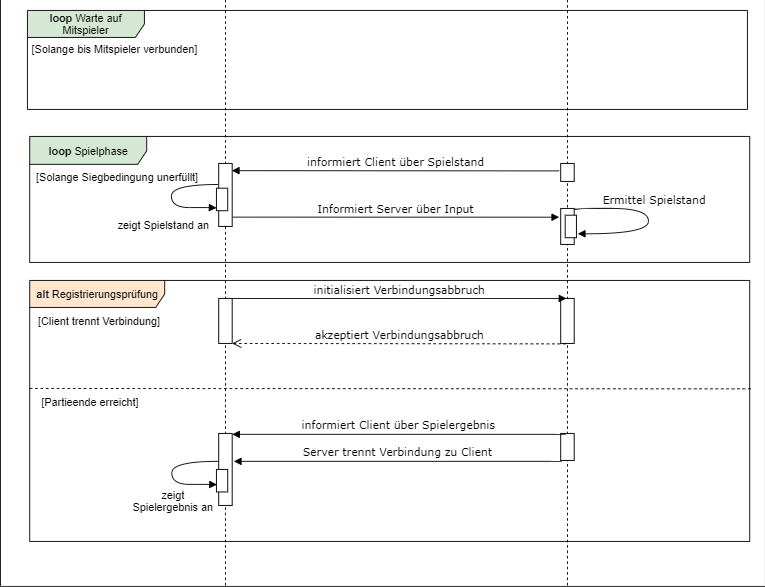 loop Warte auf
Mitspieler
[Solange bis Mitspieler verbunden]
loop Spielphase
informiert Client über Spielstand
[Solange Siegbedingung unerfüllt]
Ermittel Spielstand
Informiert Server über Input
zeigt Spielstand an
alt Registrierungsprüfung
initialisiert Verbindungsabbruch
[Client trennt Verbindung]
akzeptiert Verbindungsabbruch
[Partieende erreicht]
informiert Client über Spielergebnis
Server trennt Verbindung zu Client
zeigt
Spielergebnis an